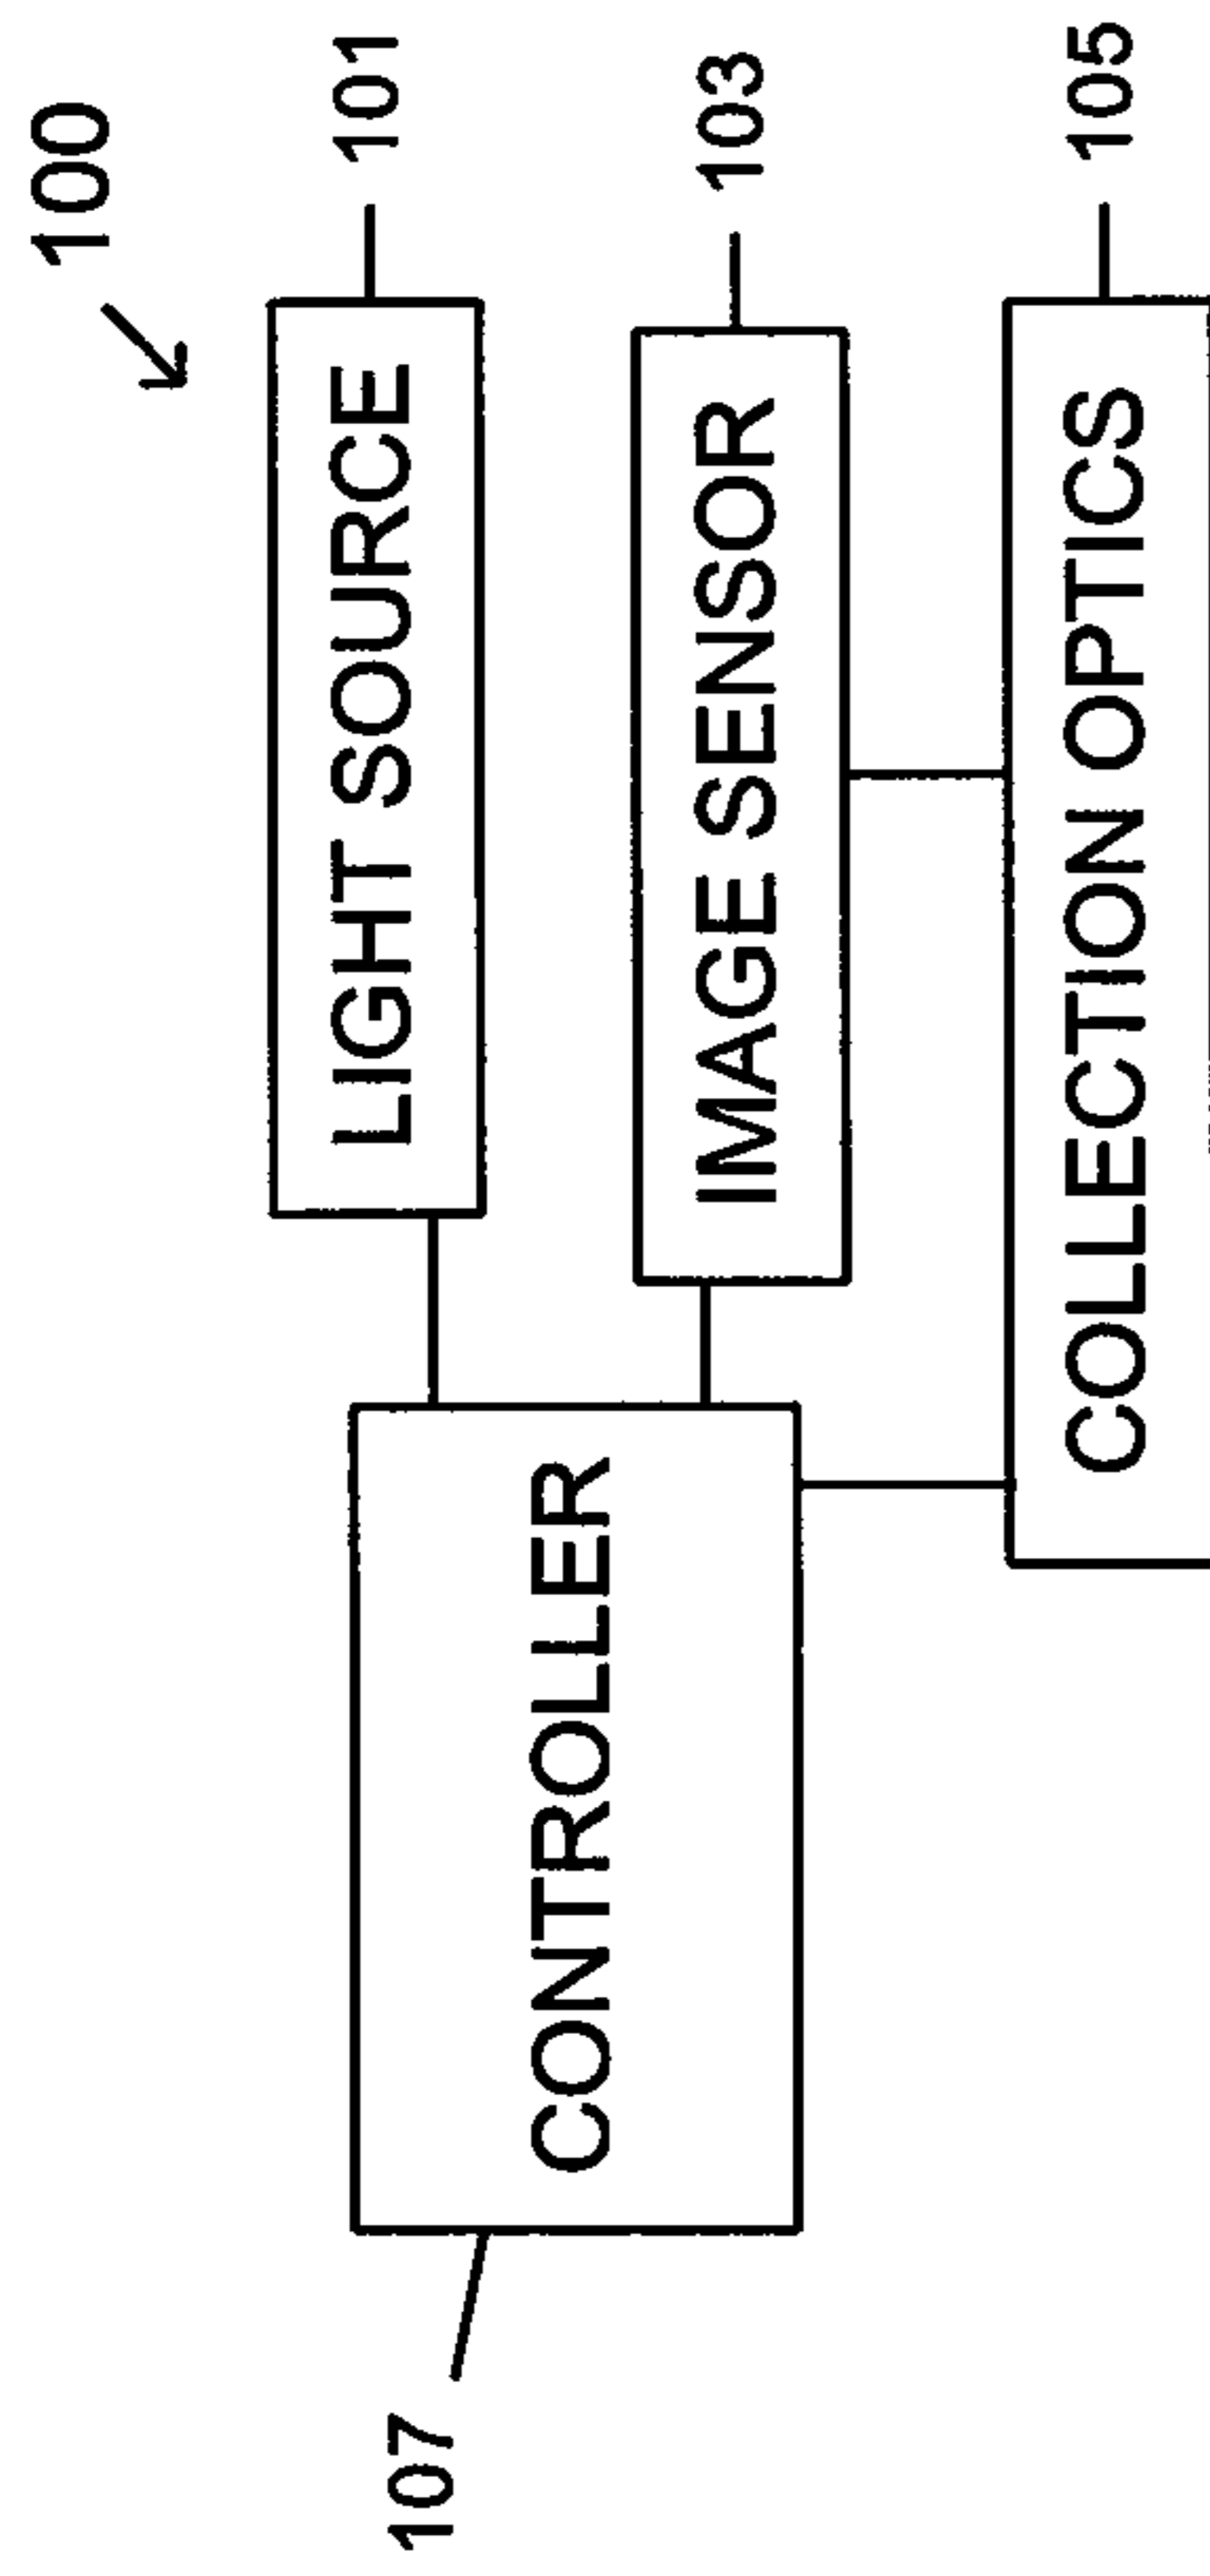 100
LIGHT SOURCE
101
IMAGE SENSOR
103
CONTROLLER
107
COLLECTION OPTICS
105